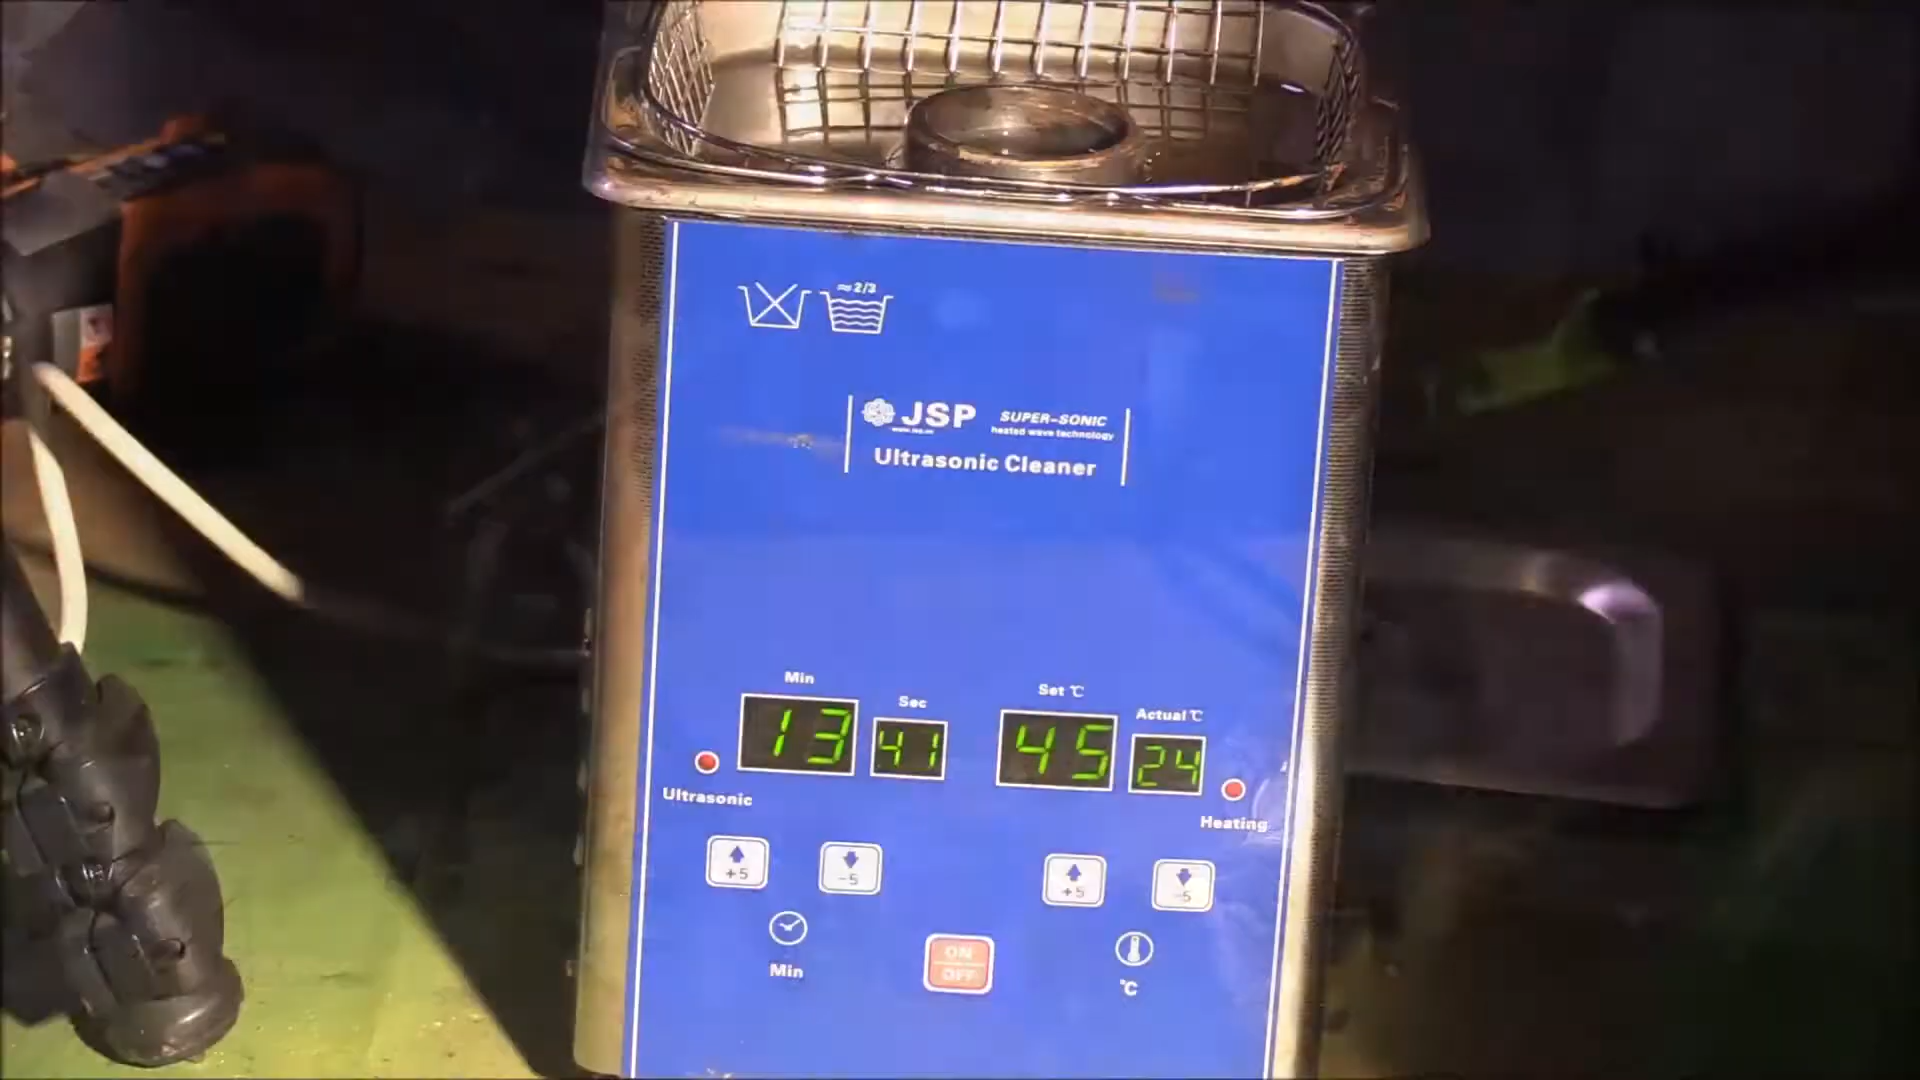 ≈2/3
JSP SUPER-SONIC
heated wave technology
Ultrasonic Cleaner
Min
Sec
Set ℃
Actual ℃
13
41
45
24
Ultrasonic
Heating
+5
-5
+5
-5
Min
ON
OFF
℃